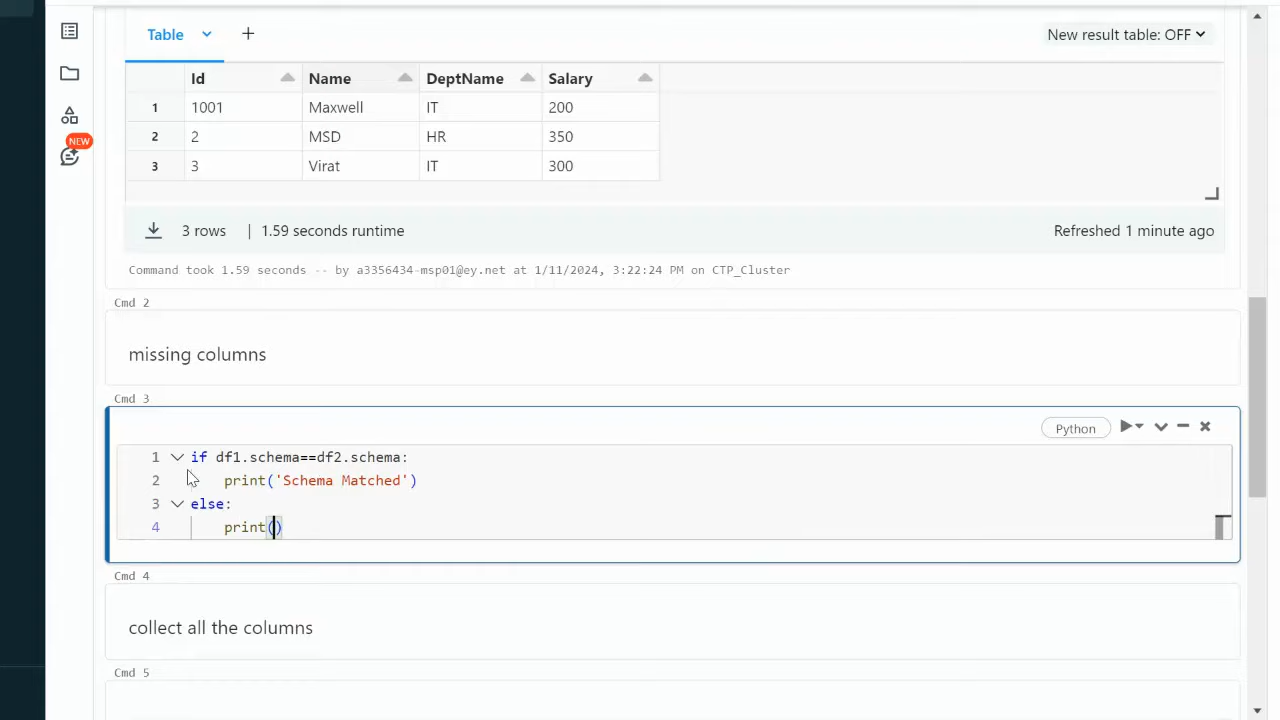 Table + New result table: OFF
Id Name DeptName Salary
1 1001 Maxwell IT 200
2 2 MSD HR 350
3 3 Virat IT 300
NEW
3 rows | 1.59 seconds runtime Refreshed 1 minute ago
Command took 1.59 seconds -- by a3356434-msp01@ey.net at 1/11/2024, 3:22:24 PM on CTP_Cluster
Cmd 2
missing columns
Cmd 3
Python
1 if df1.schema==df2.schema:
2 print('Schema Matched')
3 else:
4 print()
Cmd 4
collect all the columns
Cmd 5